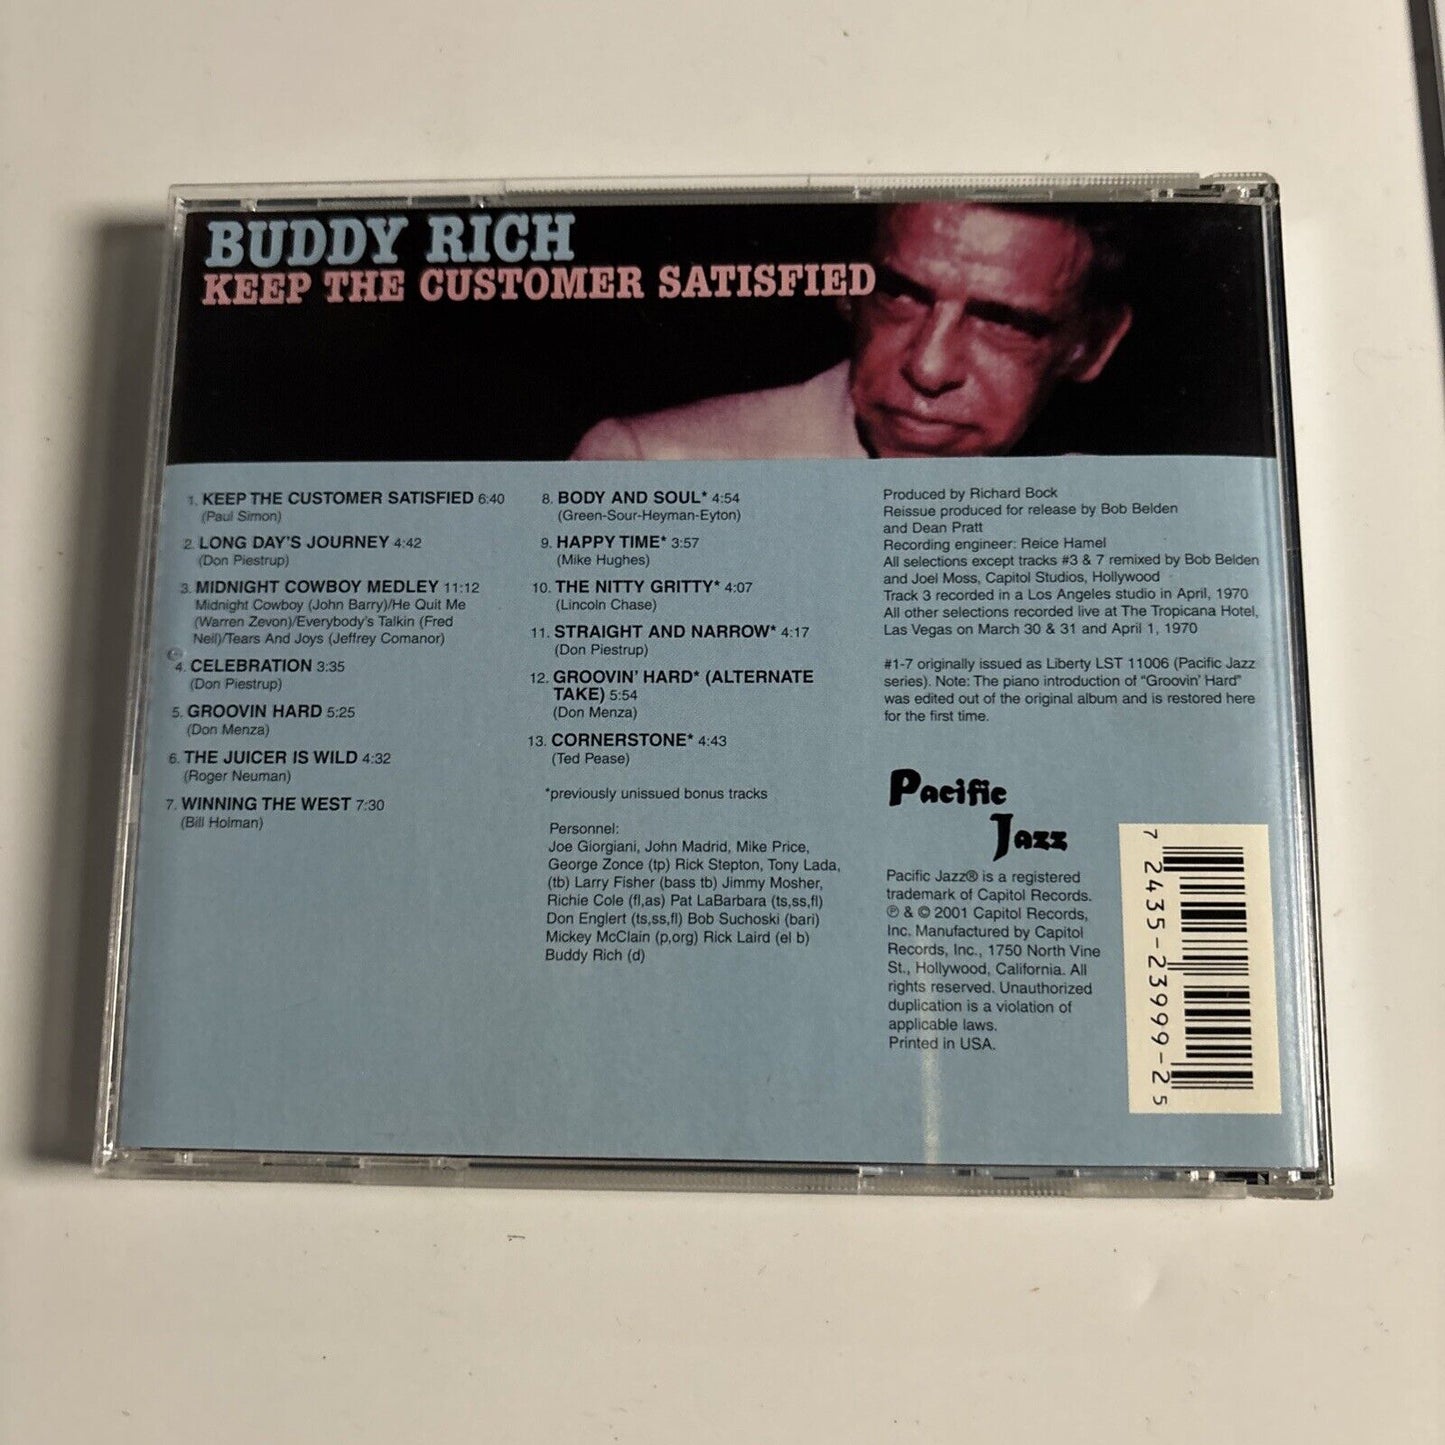 BUDDY RICH
KEEP THE CUSTOMER SATISFIED
1. KEEP THE CUSTOMER SATISFIED 6:40
(Paul Simon)
2. LONG DAY'S JOURNEY 4:42
(Don Piestrup)
3. MIDNIGHT COWBOY MEDLEY 11:12
Midnight Cowboy (John Barry)/He Quit Me
(Warren Zevon)/Everybody's Talkin (Fred
Neil)/Tears And Joys (Jeffrey Comanor)
4. CELEBRATION 3:35
(Don Piestrup)
5. GROOVIN HARD 5:25
(Don Menza)
6. THE JUICER IS WILD 4:32
(Roger Neuman)
7. WINNING THE WEST 7:30
(Bill Holman)
8. BODY AND SOUL* 4:54
(Green-Sour-Heyman-Eyton)
9. HAPPY TIME* 3:57
(Mike Hughes)
10. THE NITTY GRITTY* 4:07
(Lincoln Chase)
11. STRAIGHT AND NARROW* 4:17
(Don Piestrup)
12. GROOVIN' HARD* (ALTERNATE
TAKE) 5:54
(Don Menza)
13. CORNERSTONE* 4:43
(Ted Pease)
*previously unissued bonus tracks
Personnel:
Joe Giorgiani, John Madrid, Mike Price,
George Zonce (tp) Rick Stepton, Tony Lada,
(tb) Larry Fisher (bass tb) Jimmy Mosher,
Richie Cole (fl,as) Pat LaBarbara (ts,ss,fl)
Don Englert (ts,ss,fl) Bob Suchoski (bari)
Mickey McClain (p,org) Rick Laird (el b)
Buddy Rich (d)
Produced by Richard Bock
Reissue produced for release by Bob Belden
and Dean Pratt
Recording engineer: Reice Hamel
All selections except tracks #3 & 7 remixed by Bob Belden
and Joel Moss, Capitol Studios, Hollywood
Track 3 recorded in a Los Angeles studio in April, 1970
All other selections recorded live at The Tropicana Hotel,
Las Vegas on March 30 & 31 and April 1, 1970
#1-7 originally issued as Liberty LST 11006 (Pacific Jazz
series). Note: The piano introduction of "Groovin' Hard"
was edited out of the original album and is restored here
for the first time.
Pacific
Jazz
Pacific Jazz® is a registered
trademark of Capitol Records.
℗ & © 2001 Capitol Records,
Inc. Manufactured by Capitol
Records, Inc., 1750 North Vine
St., Hollywood, California. All
rights reserved. Unauthorized
duplication is a violation of
applicable laws.
Printed in USA.
7 2435-23999-2 5